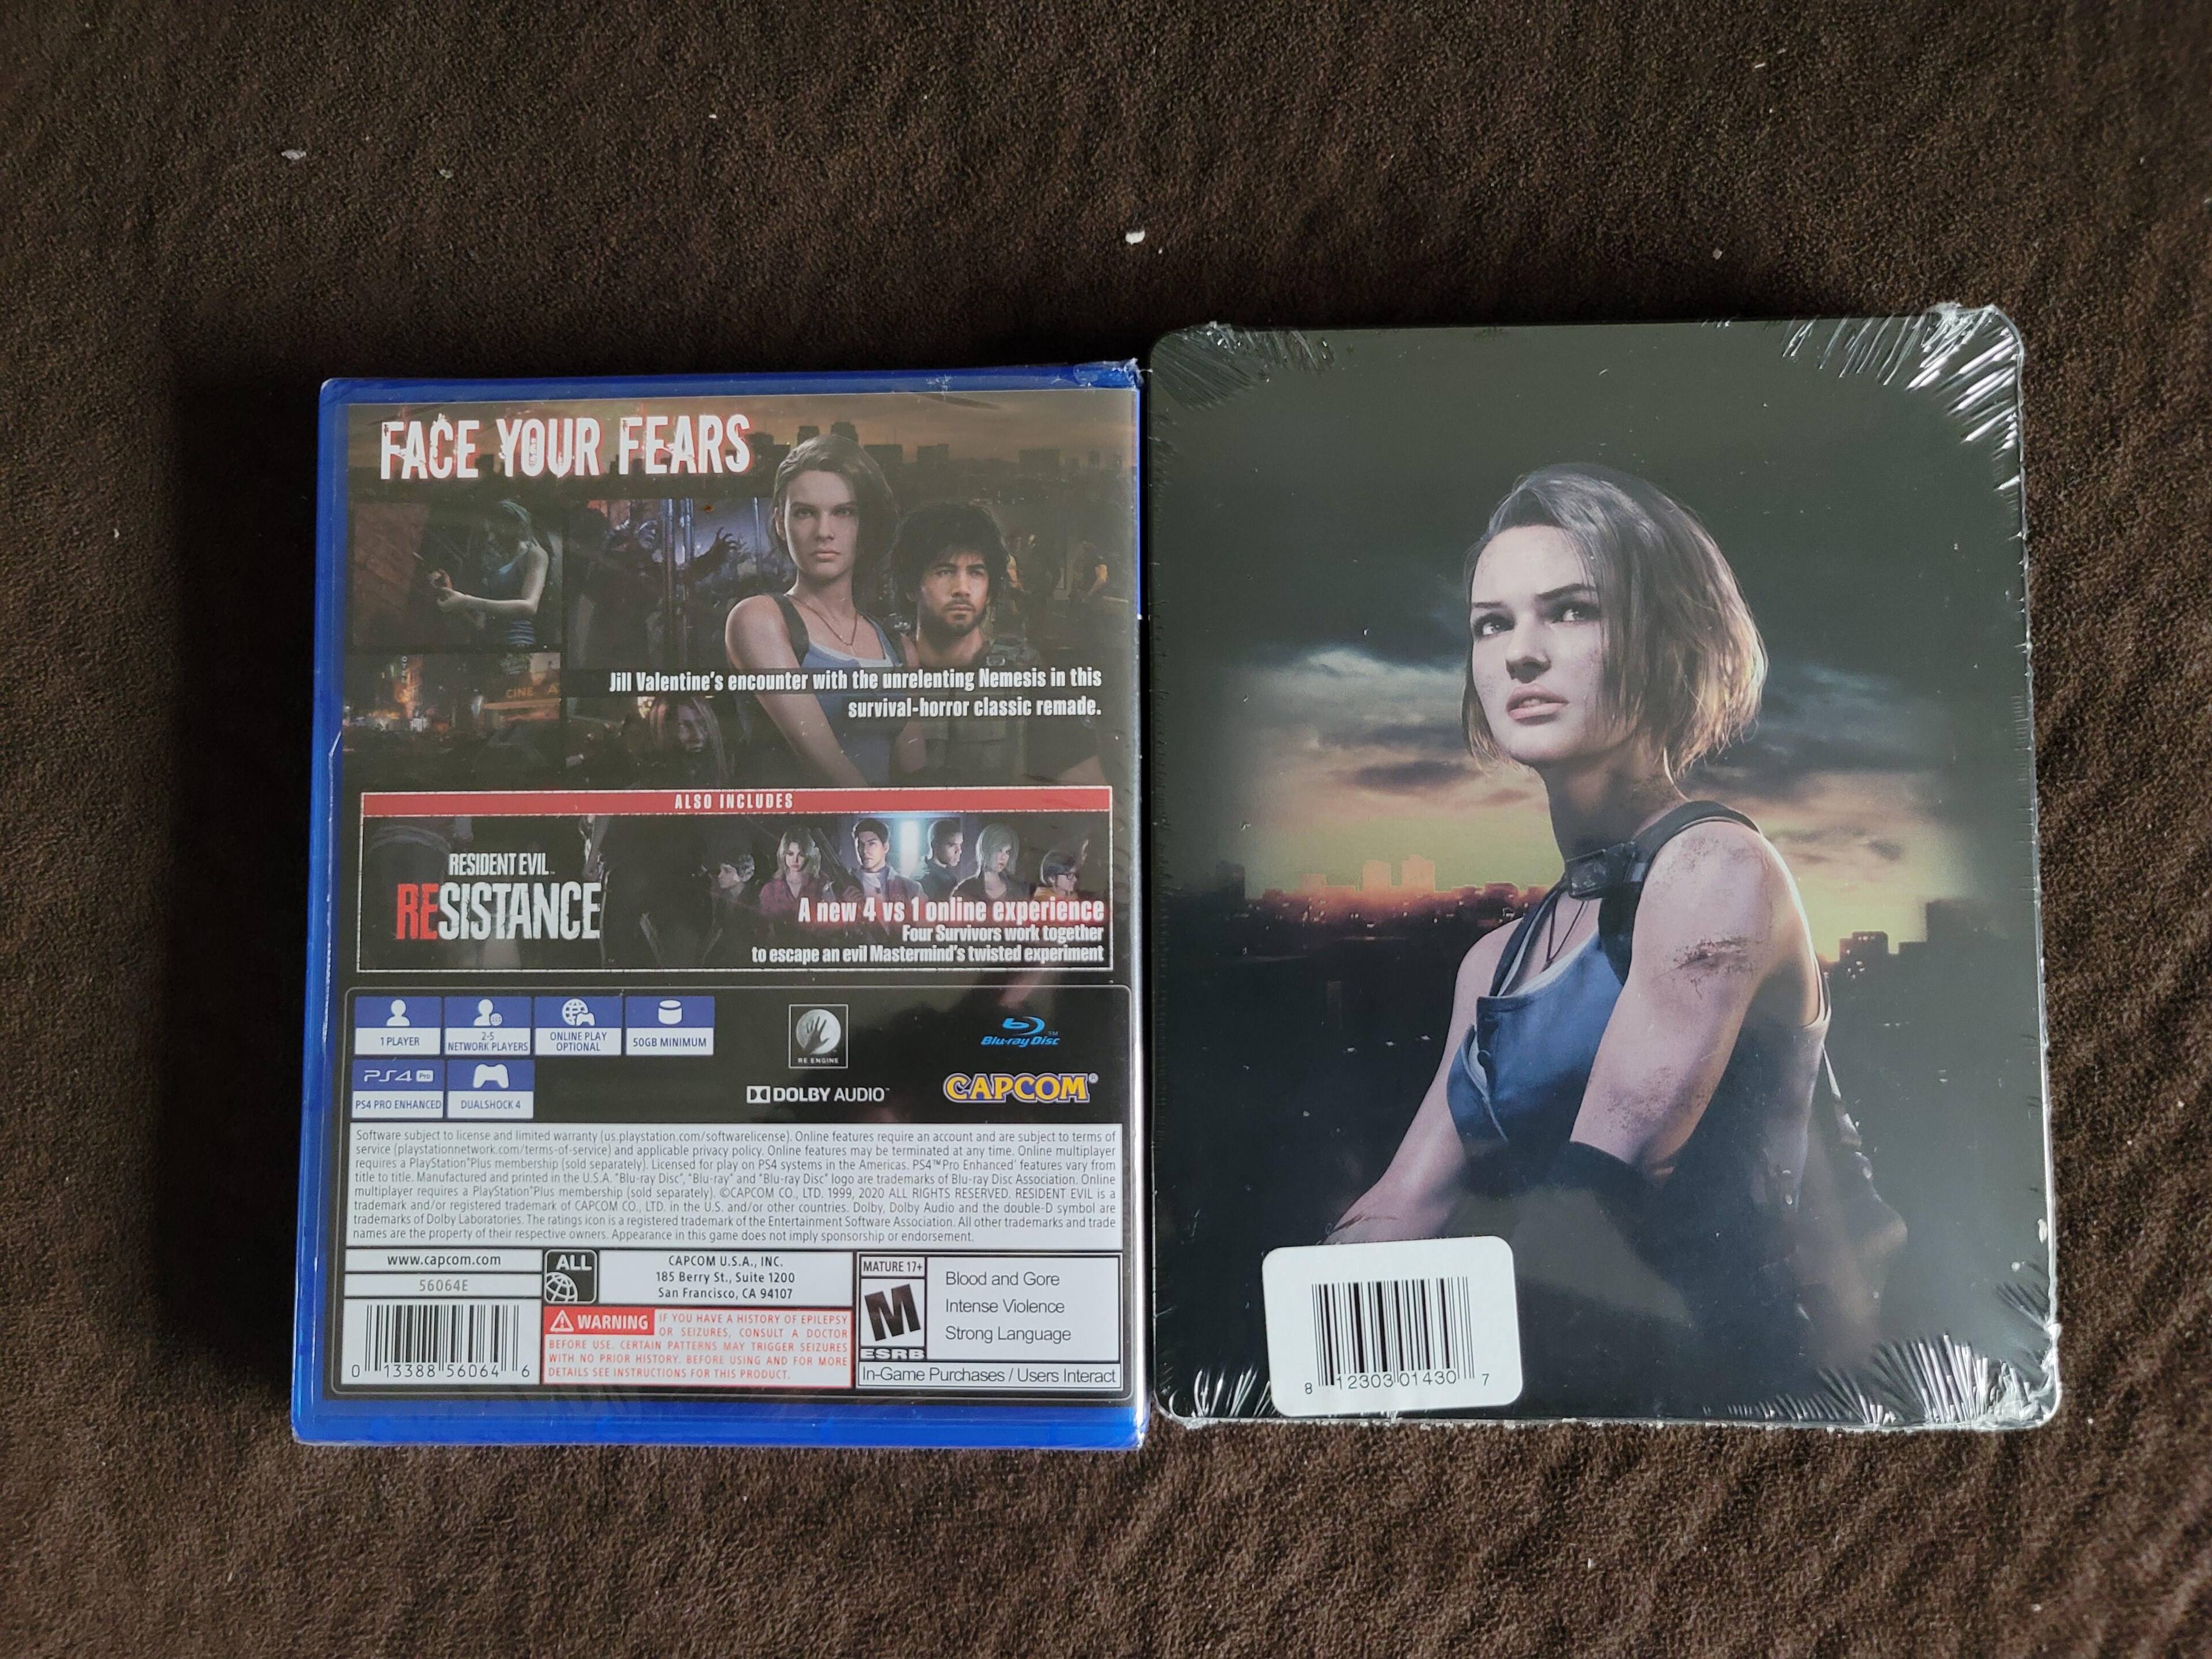 FACE YOUR FEARS
CINE A
Jill Valentine's encounter with the unrelenting Nemesis in this
survival-horror classic remade.
ALSO INCLUDES
RESIDENT EVIL™
RESISTANCE
A new 4 vs 1 online experience
Four Survivors work together
to escape an evil Mastermind's twisted experiment
1 PLAYER
2-5
NETWORK PLAYERS
ONLINE PLAY
OPTIONAL
50GB MINIMUM
RE ENGINE
Blu-ray Disc™
PS4 Pro
PS4 PRO ENHANCED
DUALSHOCK 4
DOLBY AUDIO™
CAPCOM®
Software subject to license and limited warranty (us.playstation.com/softwarelicense). Online features require an account and are subject to terms of
service (playstationnetwork.com/terms-of-service) and applicable privacy policy. Online features may be terminated at any time. Online multiplayer
requires a PlayStation®Plus membership (sold separately). Licensed for play on PS4 systems in the Americas. PS4™Pro Enhanced' features vary from
title to title. Manufactured and printed in the U.S.A. "Blu-ray Disc", "Blu-ray" and "Blu-ray Disc" logo are trademarks of Blu-ray Disc Association. Online
multiplayer requires a PlayStation®Plus membership (sold separately). ©CAPCOM CO., LTD. 1999, 2020 ALL RIGHTS RESERVED. RESIDENT EVIL is a
trademark and/or registered trademark of CAPCOM CO., LTD. in the U.S. and/or other countries. Dolby, Dolby Audio and the double-D symbol are
trademarks of Dolby Laboratories. The ratings icon is a registered trademark of the Entertainment Software Association. All other trademarks and trade
names are the property of their respective owners. Appearance in this game does not imply sponsorship or endorsement.
www.capcom.com
56064E
0 13388 56064 6
ALL
CAPCOM U.S.A., INC.
185 Berry St., Suite 1200
San Francisco, CA 94107
WARNING IF YOU HAVE A HISTORY OF EPILEPSY
OR SEIZURES, CONSULT A DOCTOR
BEFORE USE. CERTAIN PATTERNS MAY TRIGGER SEIZURES
WITH NO PRIOR HISTORY. BEFORE USING AND FOR MORE
DETAILS SEE INSTRUCTIONS FOR THIS PRODUCT.
MATURE 17+
M
ESRB
Blood and Gore
Intense Violence
Strong Language
In-Game Purchases / Users Interact
8 12303 01430 7